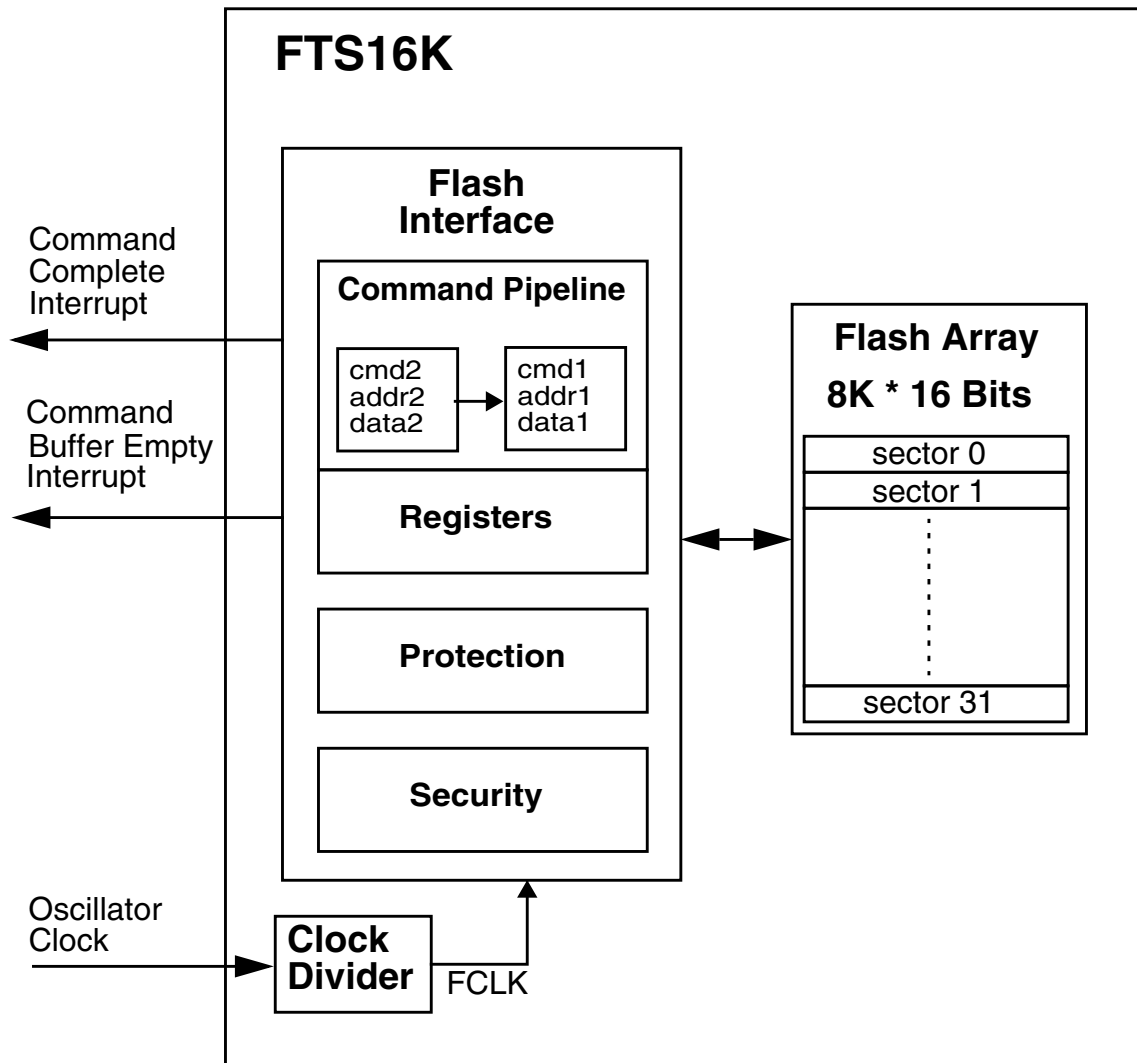 FTS16K
Flash
Interface
Command
Complete
Interrupt
Command Pipeline
cmd2
addr2
data2
cmd1
addr1
data1
Command
Buffer Empty
Interrupt
Registers
Protection
Security
Flash Array
8K * 16 Bits
sector 0
sector 1
sector 31
Oscillator
Clock
Clock
Divider
FCLK